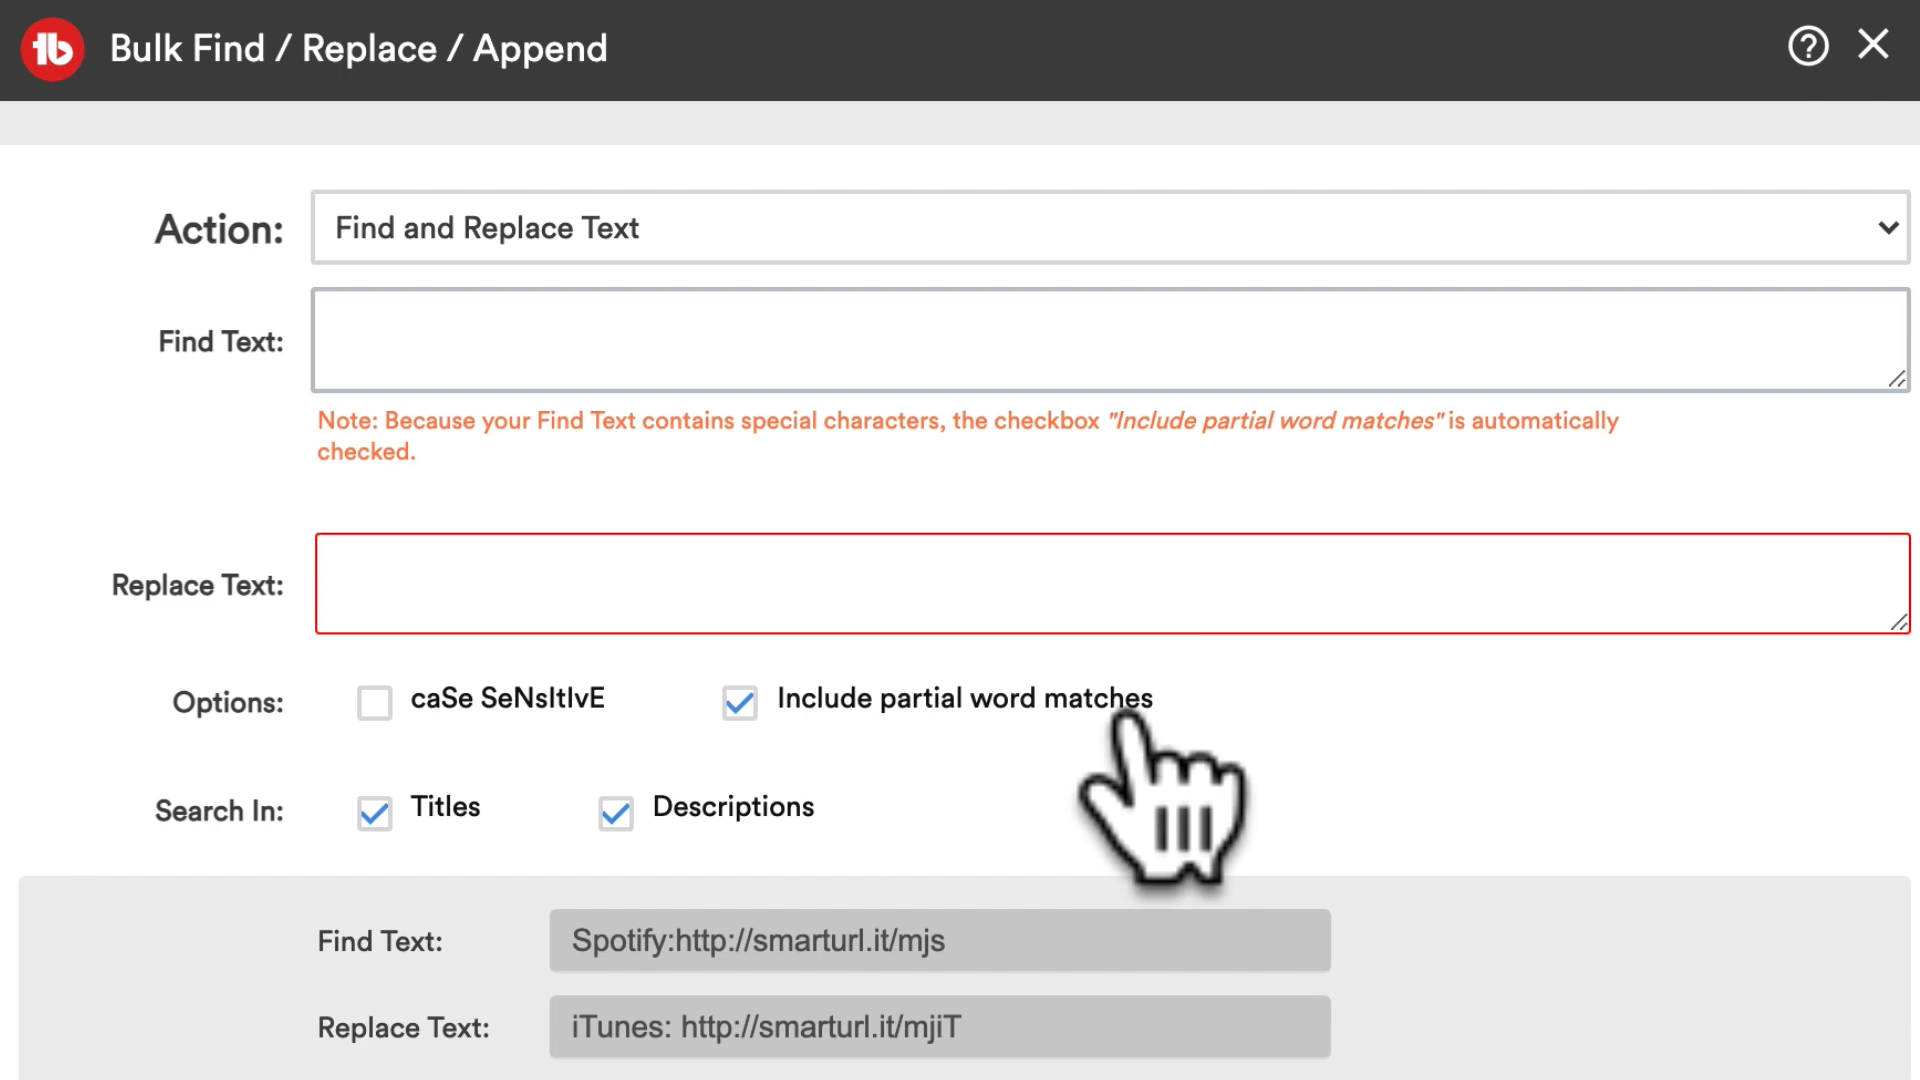 tb Bulk Find / Replace / Append
Action: Find and Replace Text
Find Text:
Note: Because your Find Text contains special characters, the checkbox "Include partial word matches" is automatically
checked.
Replace Text:
Options: caSe SeNsItIvE Include partial word matches
Search In: Titles Descriptions
Find Text: Spotify:http://smarturl.it/mjs
Replace Text: iTunes: http://smarturl.it/mjiT